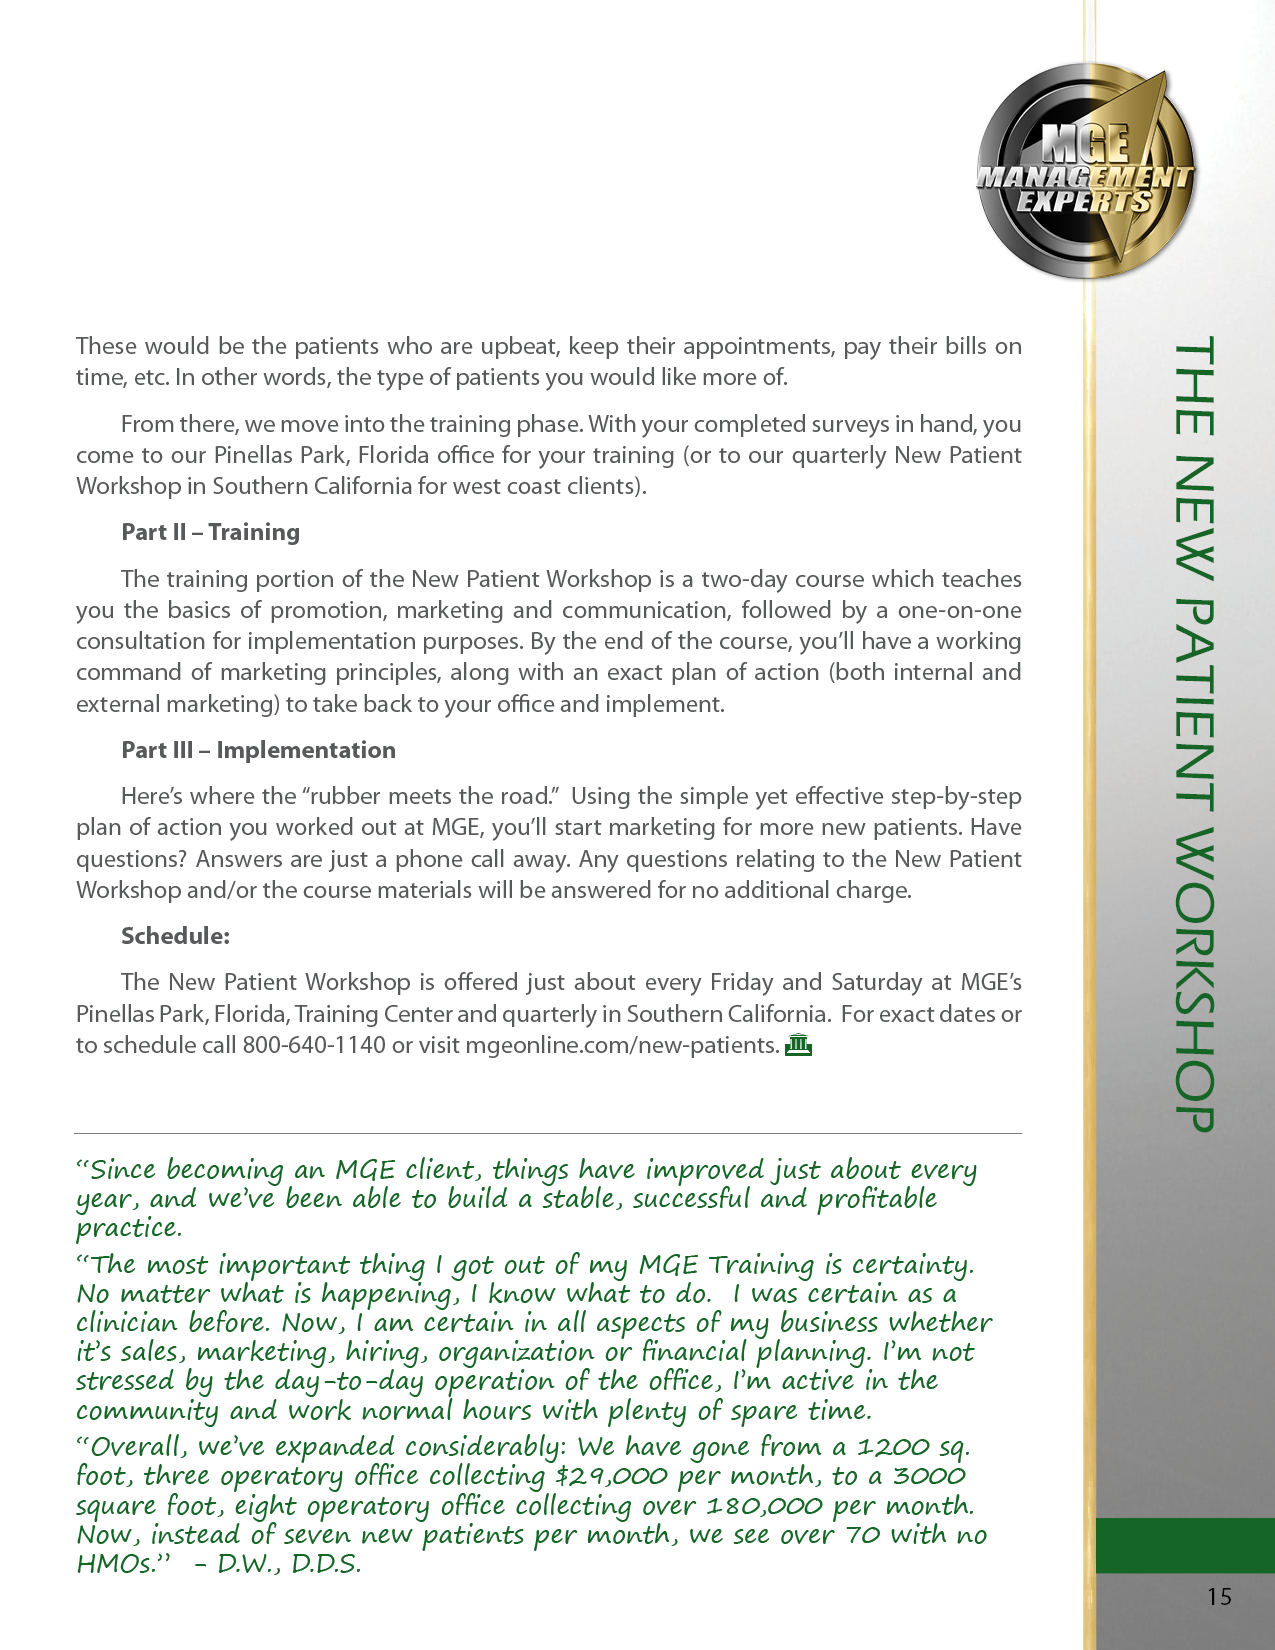 MGE
MANAGEMENT
EXPERTS
These would be the patients who are upbeat, keep their appointments, pay their bills on
time, etc. In other words, the type of patients you would like more of.
From there, we move into the training phase. With your completed surveys in hand, you
come to our Pinellas Park, Florida office for your training (or to our quarterly New Patient
Workshop in Southern California for west coast clients).
Part II – Training
The training portion of the New Patient Workshop is a two-day course which teaches
you the basics of promotion, marketing and communication, followed by a one-on-one
consultation for implementation purposes. By the end of the course, you’ll have a working
command of marketing principles, along with an exact plan of action (both internal and
external marketing) to take back to your office and implement.
Part III – Implementation
Here’s where the “rubber meets the road.”  Using the simple yet effective step-by-step
plan of action you worked out at MGE, you’ll start marketing for more new patients. Have
questions? Answers are just a phone call away. Any questions relating to the New Patient
Workshop and/or the course materials will be answered for no additional charge.
Schedule:
The New Patient Workshop is offered just about every Friday and Saturday at MGE’s
Pinellas Park, Florida, Training Center and quarterly in Southern California.  For exact dates or
to schedule call 800-640-1140 or visit mgeonline.com/new-patients.
“Since becoming an MGE client, things have improved just about every
year, and we’ve been able to build a stable, successful and profitable
practice.
“The most important thing I got out of my MGE Training is certainty.
No matter what is happening, I know what to do.  I was certain as a
clinician before. Now, I am certain in all aspects of my business whether
it’s sales, marketing, hiring, organization or financial planning. I’m not
stressed by the day-to-day operation of the office, I’m active in the
community and work normal hours with plenty of spare time.
“Overall, we’ve expanded considerably: We have gone from a 1200 sq.
foot, three operatory office collecting $29,000 per month, to a 3000
square foot, eight operatory office collecting over 180,000 per month.
Now, instead of seven new patients per month, we see over 70 with no
HMOs.”  - D.W., D.D.S.
THE NEW PATIENT WORKSHOP
15